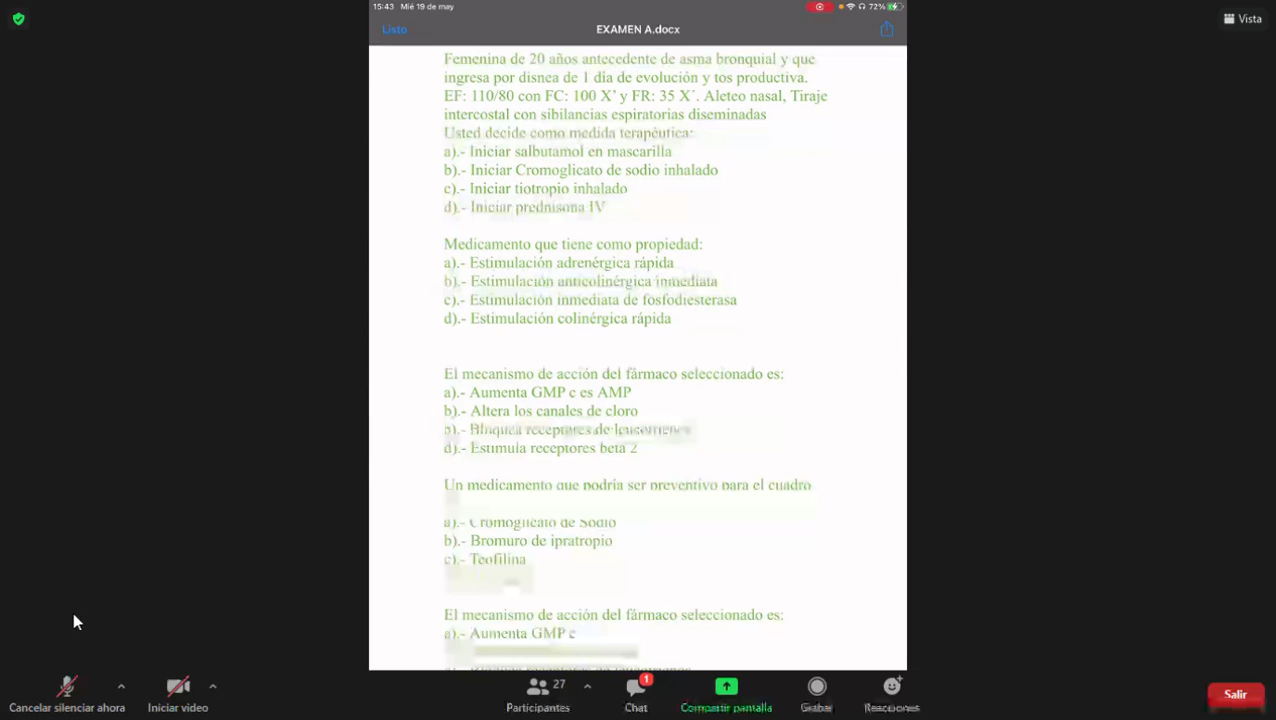 15:43 Mié 19 de may
72%
Listo
EXAMEN A.docx
Vista
Femenina de 20 años antecedente de asma bronquial y que
ingresa por disnea de 1 día de evolución y tos productiva.
EF: 110/80 con FC: 100 X’ y FR: 35 X´. Aleteo nasal, Tiraje
intercostal con sibilancias espiratorias diseminadas
Usted decide como medida terapéutica:
a).- Iniciar salbutamol en mascarilla
b).- Iniciar Cromoglicato de sodio inhalado
c).- Iniciar tiotropio inhalado
d).- Iniciar prednisona IV
Medicamento que tiene como propiedad:
a).- Estimulación adrenérgica rápida
b).- Estimulación anticolinérgica inmediata
c).- Estimulación inmediata de fosfodiesterasa
d).- Estimulación colinérgica rápida
El mecanismo de acción del fármaco seleccionado es:
a).- Aumenta GMP c es AMP
b).- Altera los canales de cloro
Bloquea receptores de
d).- Estimula receptores beta 2
Un medicamento que podría ser preventivo para el cuadro
a).- Cromoglicato de Sodio
b).- Bromuro de ipratropio
c).- Teofilina
El mecanismo de acción del fármaco seleccionado es:
a).- Aumenta GMP c
Cancelar silenciar ahora
Iniciar video
27
Participantes
1
Chat
Compartir pantalla
Grabar
Reacciones
Salir